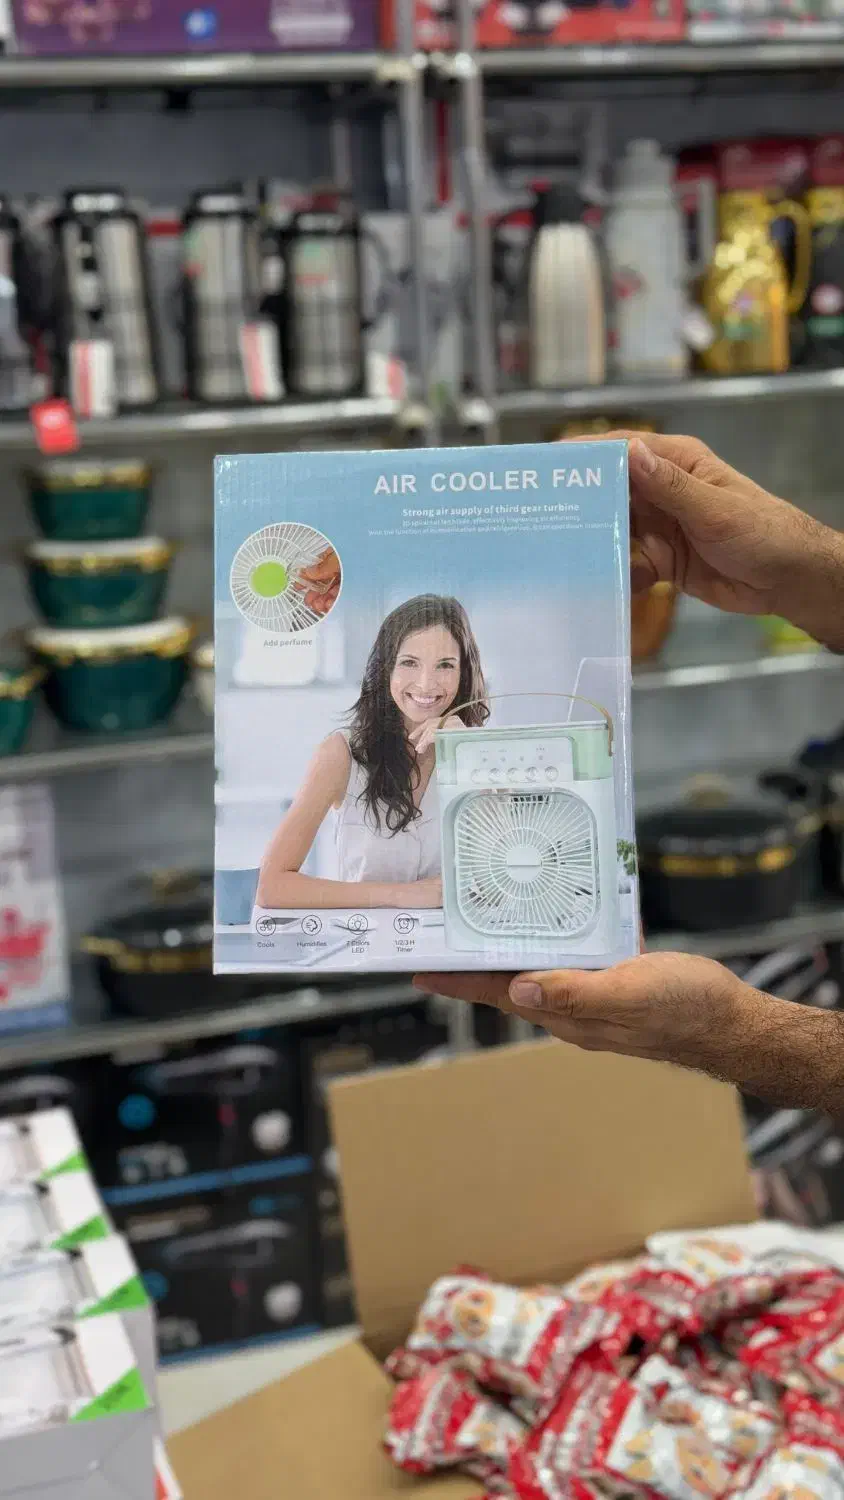 AIR COOLER FAN
Strong air supply of third gear turbine
Add perfume
Cools
Humidifies
7 Colors
LED
1/2/3 H
Timer